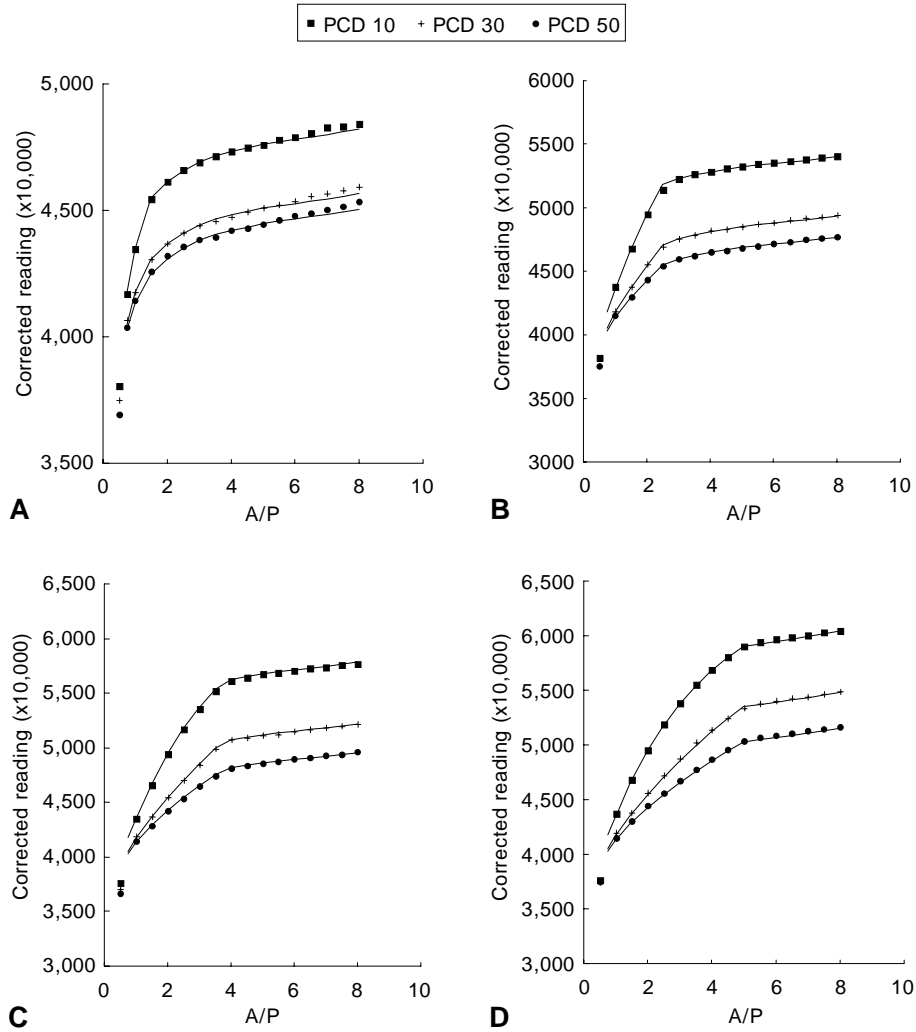 PCD 10 PCD 30 PCD 50
5,000
4,500
4,000
3,500
Corrected reading (x10,000)
0 2 4 6 8 10
A/P
A
6000
5500
5000
4500
4000
3500
3000
Corrected reading (x10,000)
0 2 4 6 8 10
A/P
B
6,500
6,000
5,500
5,000
4,500
4,000
3,500
3,000
Corrected reading (x10,000)
0 2 4 6 8 10
A/P
C
6,500
6,000
5,500
5,000
4,500
4,000
3,500
3,000
Corrected reading (x10,000)
0 2 4 6 8 10
A/P
D